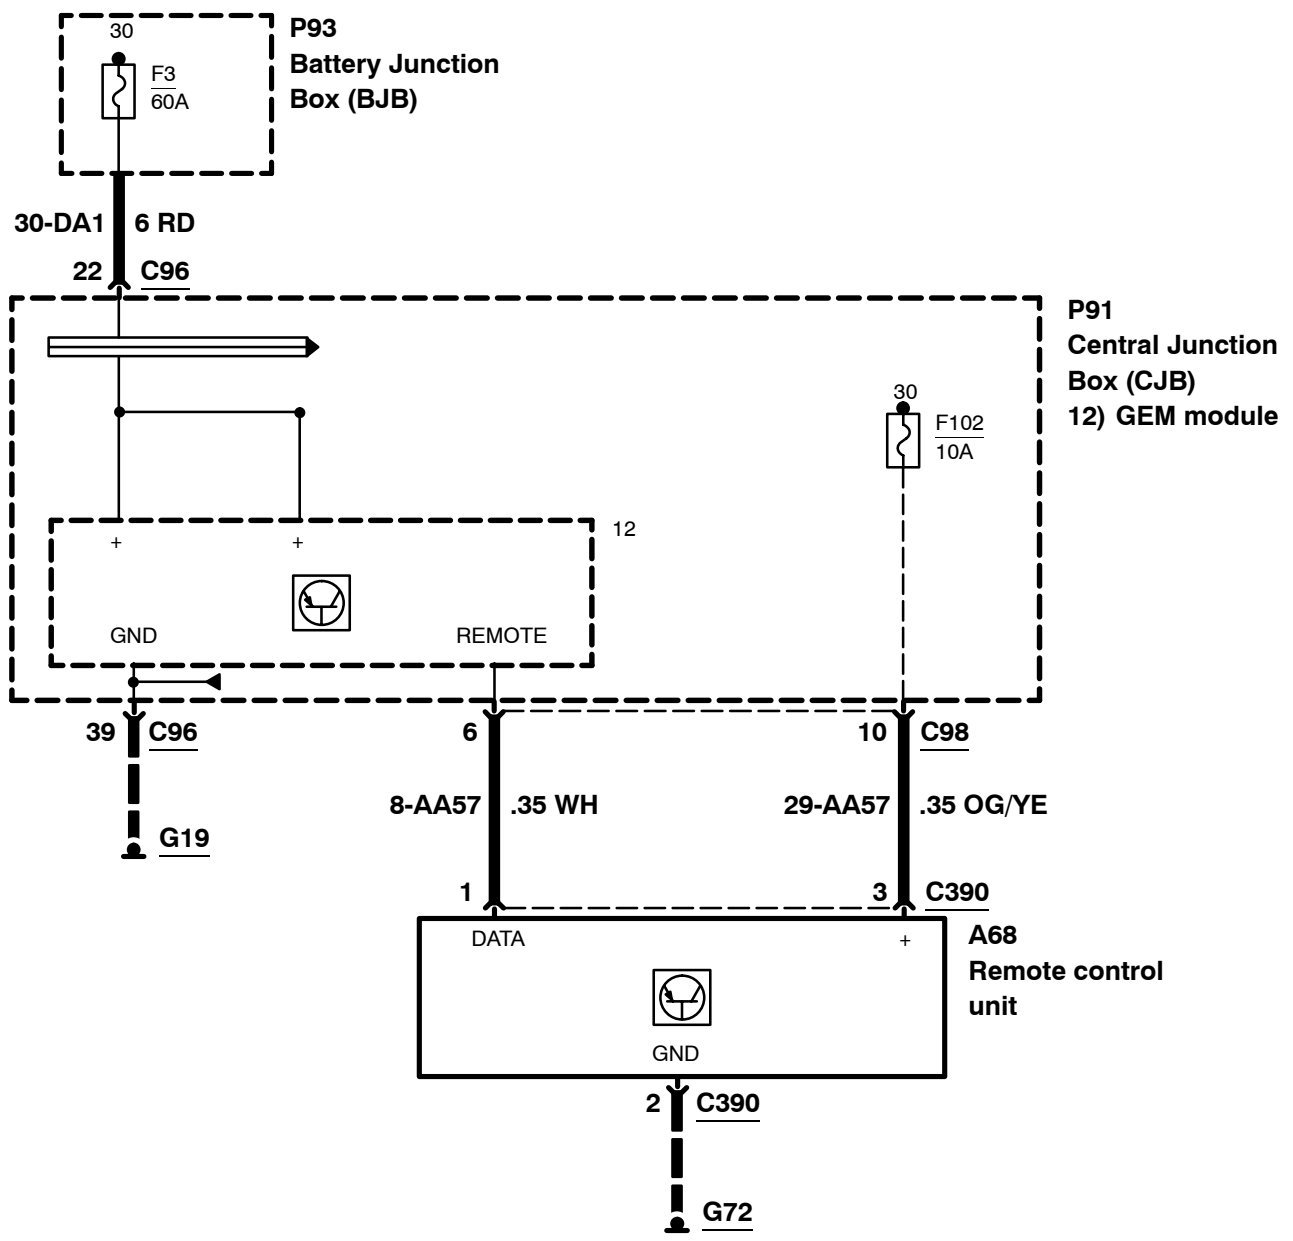 30
F3
60A
P93
Battery Junction
Box (BJB)
30-DA1 6 RD
22 C96
P91
Central Junction
Box (CJB)
12) GEM module
30
F102
10A
12
+ +
GND REMOTE
39 C96
6
10 C98
8-AA57 .35 WH
29-AA57 .35 OG/YE
G19
1
3 C390
DATA +
A68
Remote control
unit
GND
2 C390
G72